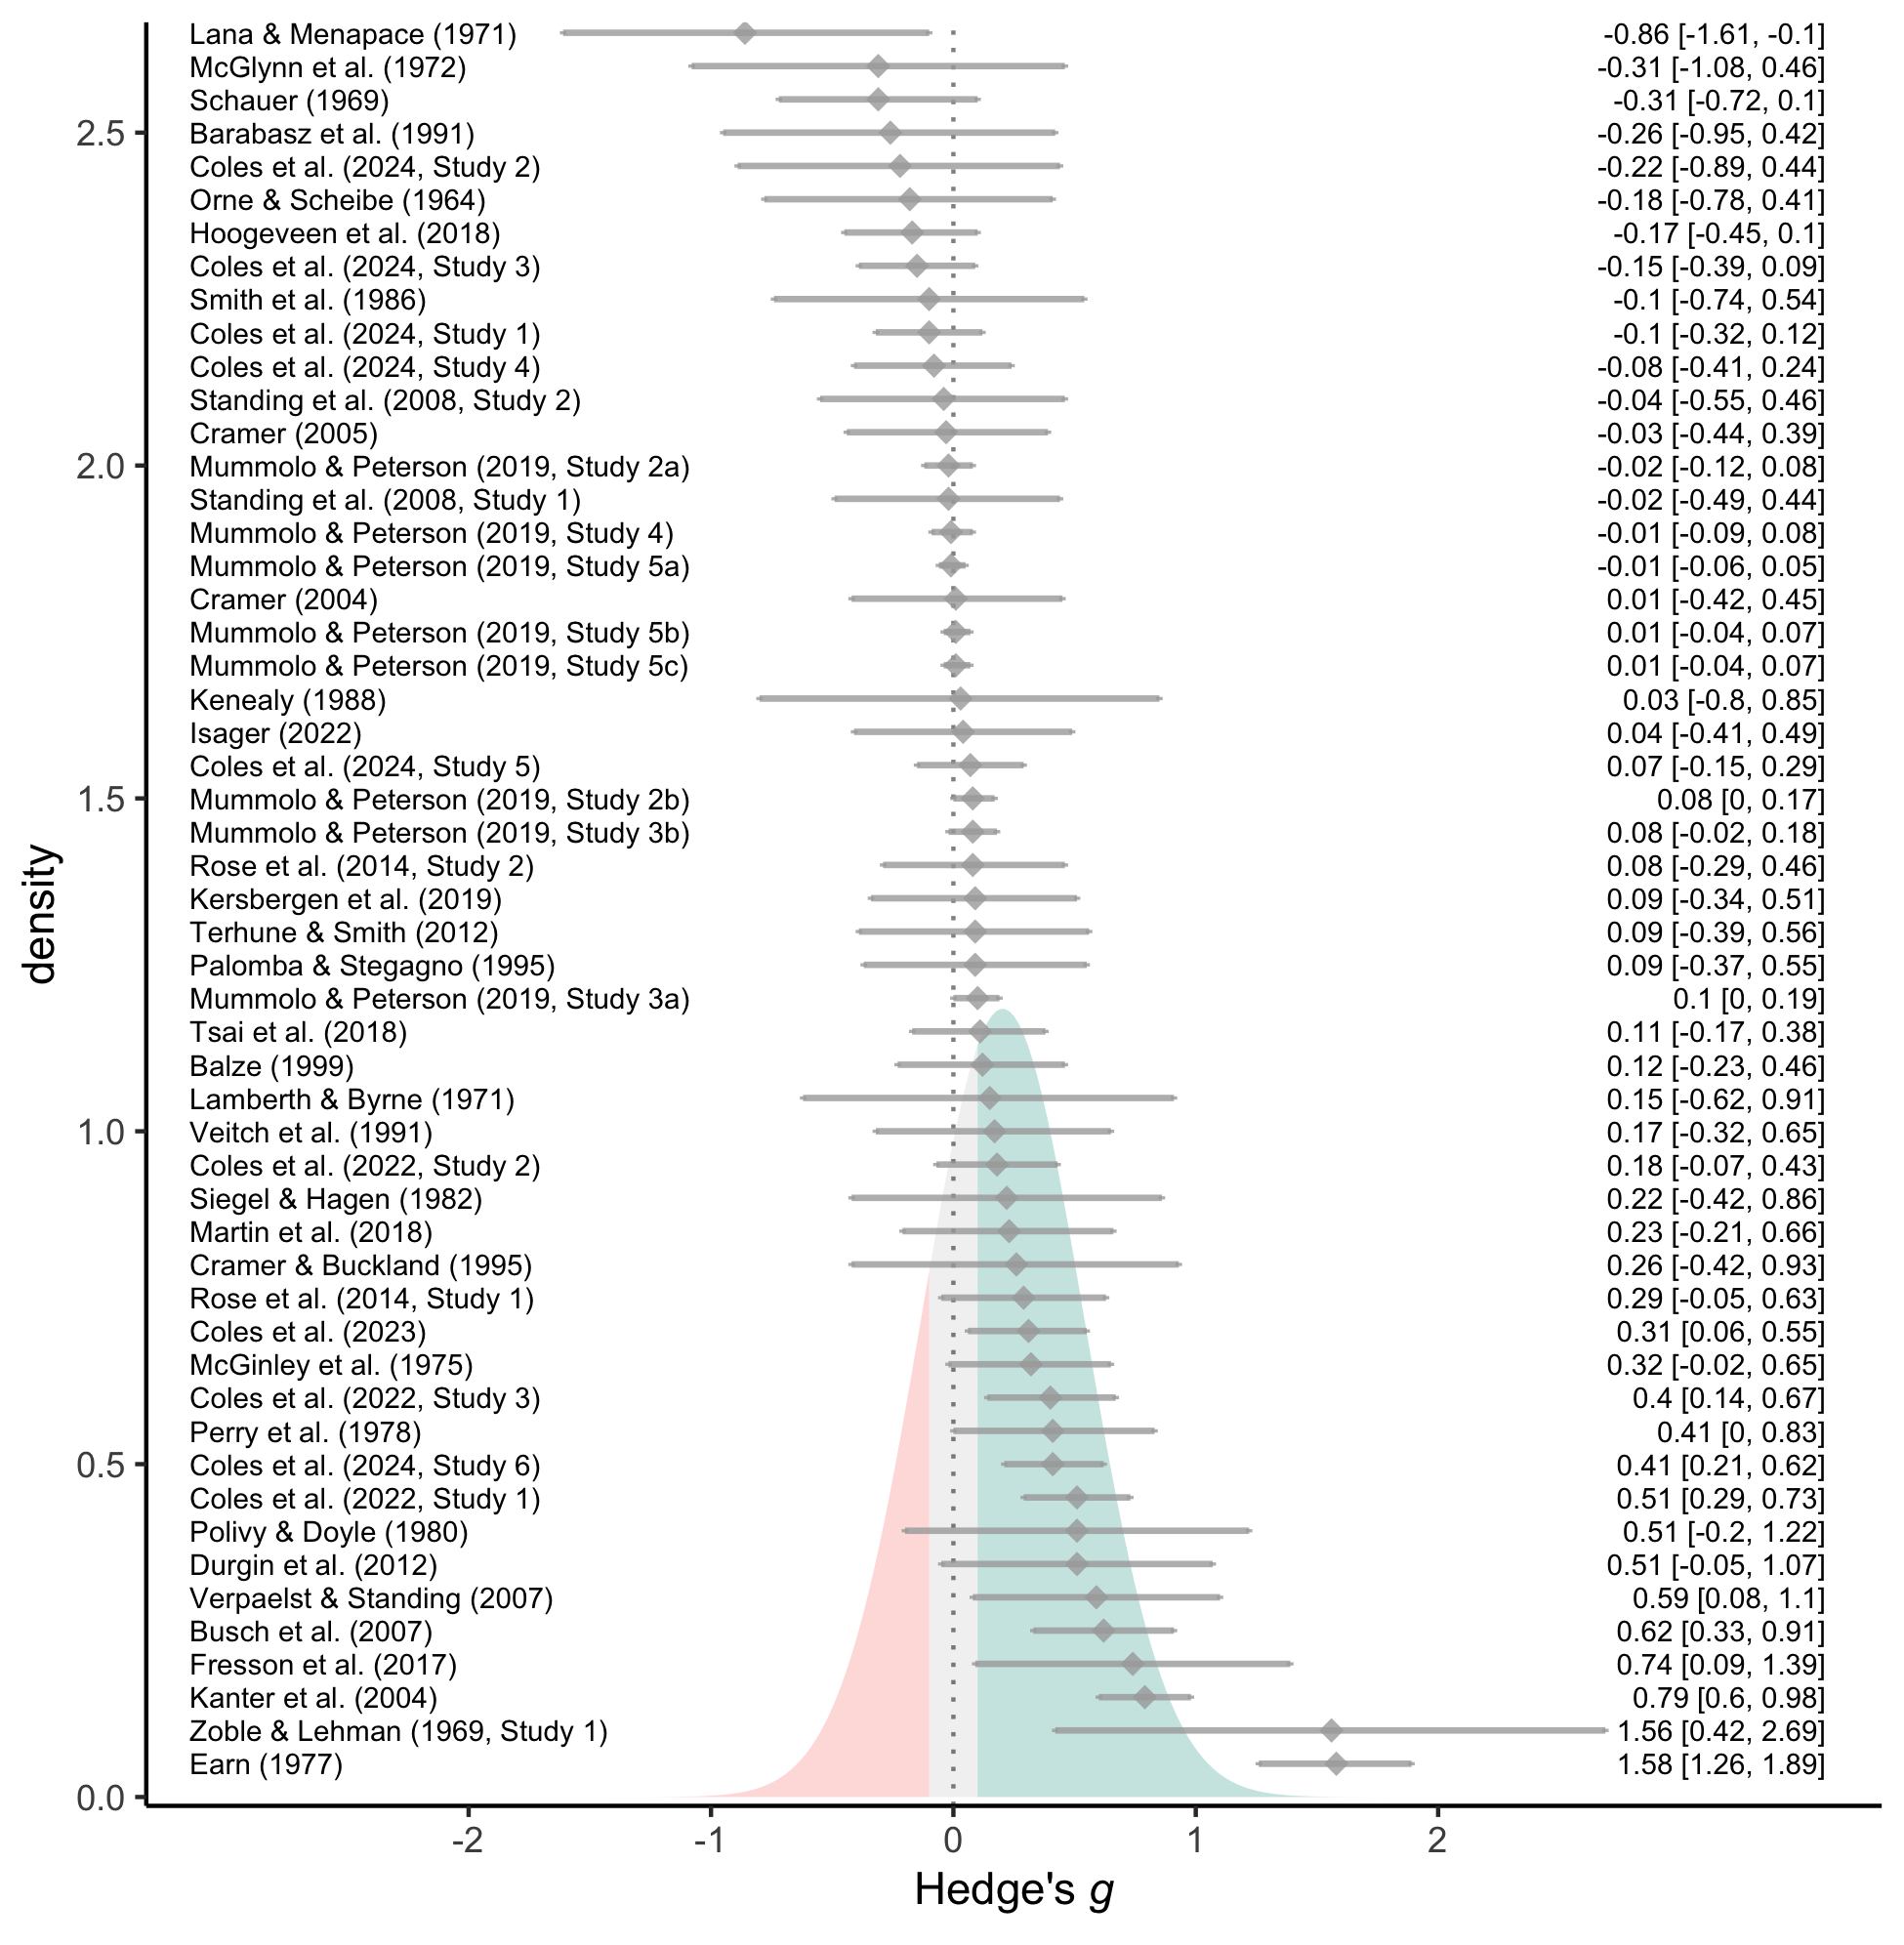 Lana & Menapace (1971) -0.86 [-1.61, -0.1]
McGlynn et al. (1972) -0.31 [-1.08, 0.46]
Schauer (1969) -0.31 [-0.72, 0.1]
2.5 Barabasz et al. (1991) -0.26 [-0.95, 0.42]
Coles et al. (2024, Study 2) -0.22 [-0.89, 0.44]
Orne & Scheibe (1964) -0.18 [-0.78, 0.41]
Hoogeveen et al. (2018) -0.17 [-0.45, 0.1]
Coles et al. (2024, Study 3) -0.15 [-0.39, 0.09]
Smith et al. (1986) -0.1 [-0.74, 0.54]
Coles et al. (2024, Study 1) -0.1 [-0.32, 0.12]
Coles et al. (2024, Study 4) -0.08 [-0.41, 0.24]
Standing et al. (2008, Study 2) -0.04 [-0.55, 0.46]
Cramer (2005) -0.03 [-0.44, 0.39]
2.0 Mummolo & Peterson (2019, Study 2a) -0.02 [-0.12, 0.08]
Standing et al. (2008, Study 1) -0.02 [-0.49, 0.44]
Mummolo & Peterson (2019, Study 4) -0.01 [-0.09, 0.08]
Mummolo & Peterson (2019, Study 5a) -0.01 [-0.06, 0.05]
Cramer (2004) 0.01 [-0.42, 0.45]
Mummolo & Peterson (2019, Study 5b) 0.01 [-0.04, 0.07]
Mummolo & Peterson (2019, Study 5c) 0.01 [-0.04, 0.07]
Kenealy (1988) 0.03 [-0.8, 0.85]
Isager (2022) 0.04 [-0.41, 0.49]
Coles et al. (2024, Study 5) 0.07 [-0.15, 0.29]
1.5 Mummolo & Peterson (2019, Study 2b) 0.08 [0, 0.17]
Mummolo & Peterson (2019, Study 3b) 0.08 [-0.02, 0.18]
Rose et al. (2014, Study 2) 0.08 [-0.29, 0.46]
Kersbergen et al. (2019) 0.09 [-0.34, 0.51]
density
Terhune & Smith (2012) 0.09 [-0.39, 0.56]
Palomba & Stegagno (1995) 0.09 [-0.37, 0.55]
Mummolo & Peterson (2019, Study 3a) 0.1 [0, 0.19]
Tsai et al. (2018) 0.11 [-0.17, 0.38]
Balze (1999) 0.12 [-0.23, 0.46]
Lamberth & Byrne (1971) 0.15 [-0.62, 0.91]
1.0 Veitch et al. (1991) 0.17 [-0.32, 0.65]
Coles et al. (2022, Study 2) 0.18 [-0.07, 0.43]
Siegel & Hagen (1982) 0.22 [-0.42, 0.86]
Martin et al. (2018) 0.23 [-0.21, 0.66]
Cramer & Buckland (1995) 0.26 [-0.42, 0.93]
Rose et al. (2014, Study 1) 0.29 [-0.05, 0.63]
Coles et al. (2023) 0.31 [0.06, 0.55]
McGinley et al. (1975) 0.32 [-0.02, 0.65]
Coles et al. (2022, Study 3) 0.4 [0.14, 0.67]
Perry et al. (1978) 0.41 [0, 0.83]
0.5 Coles et al. (2024, Study 6) 0.41 [0.21, 0.62]
Coles et al. (2022, Study 1) 0.51 [0.29, 0.73]
Polivy & Doyle (1980) 0.51 [-0.2, 1.22]
Durgin et al. (2012) 0.51 [-0.05, 1.07]
Verpaelst & Standing (2007) 0.59 [0.08, 1.1]
Busch et al. (2007) 0.62 [0.33, 0.91]
Fresson et al. (2017) 0.74 [0.09, 1.39]
Kanter et al. (2004) 0.79 [0.6, 0.98]
Zoble & Lehman (1969, Study 1) 1.56 [0.42, 2.69]
Earn (1977) 1.58 [1.26, 1.89]
0.0
-2 -1 0 1 2
Hedge's g